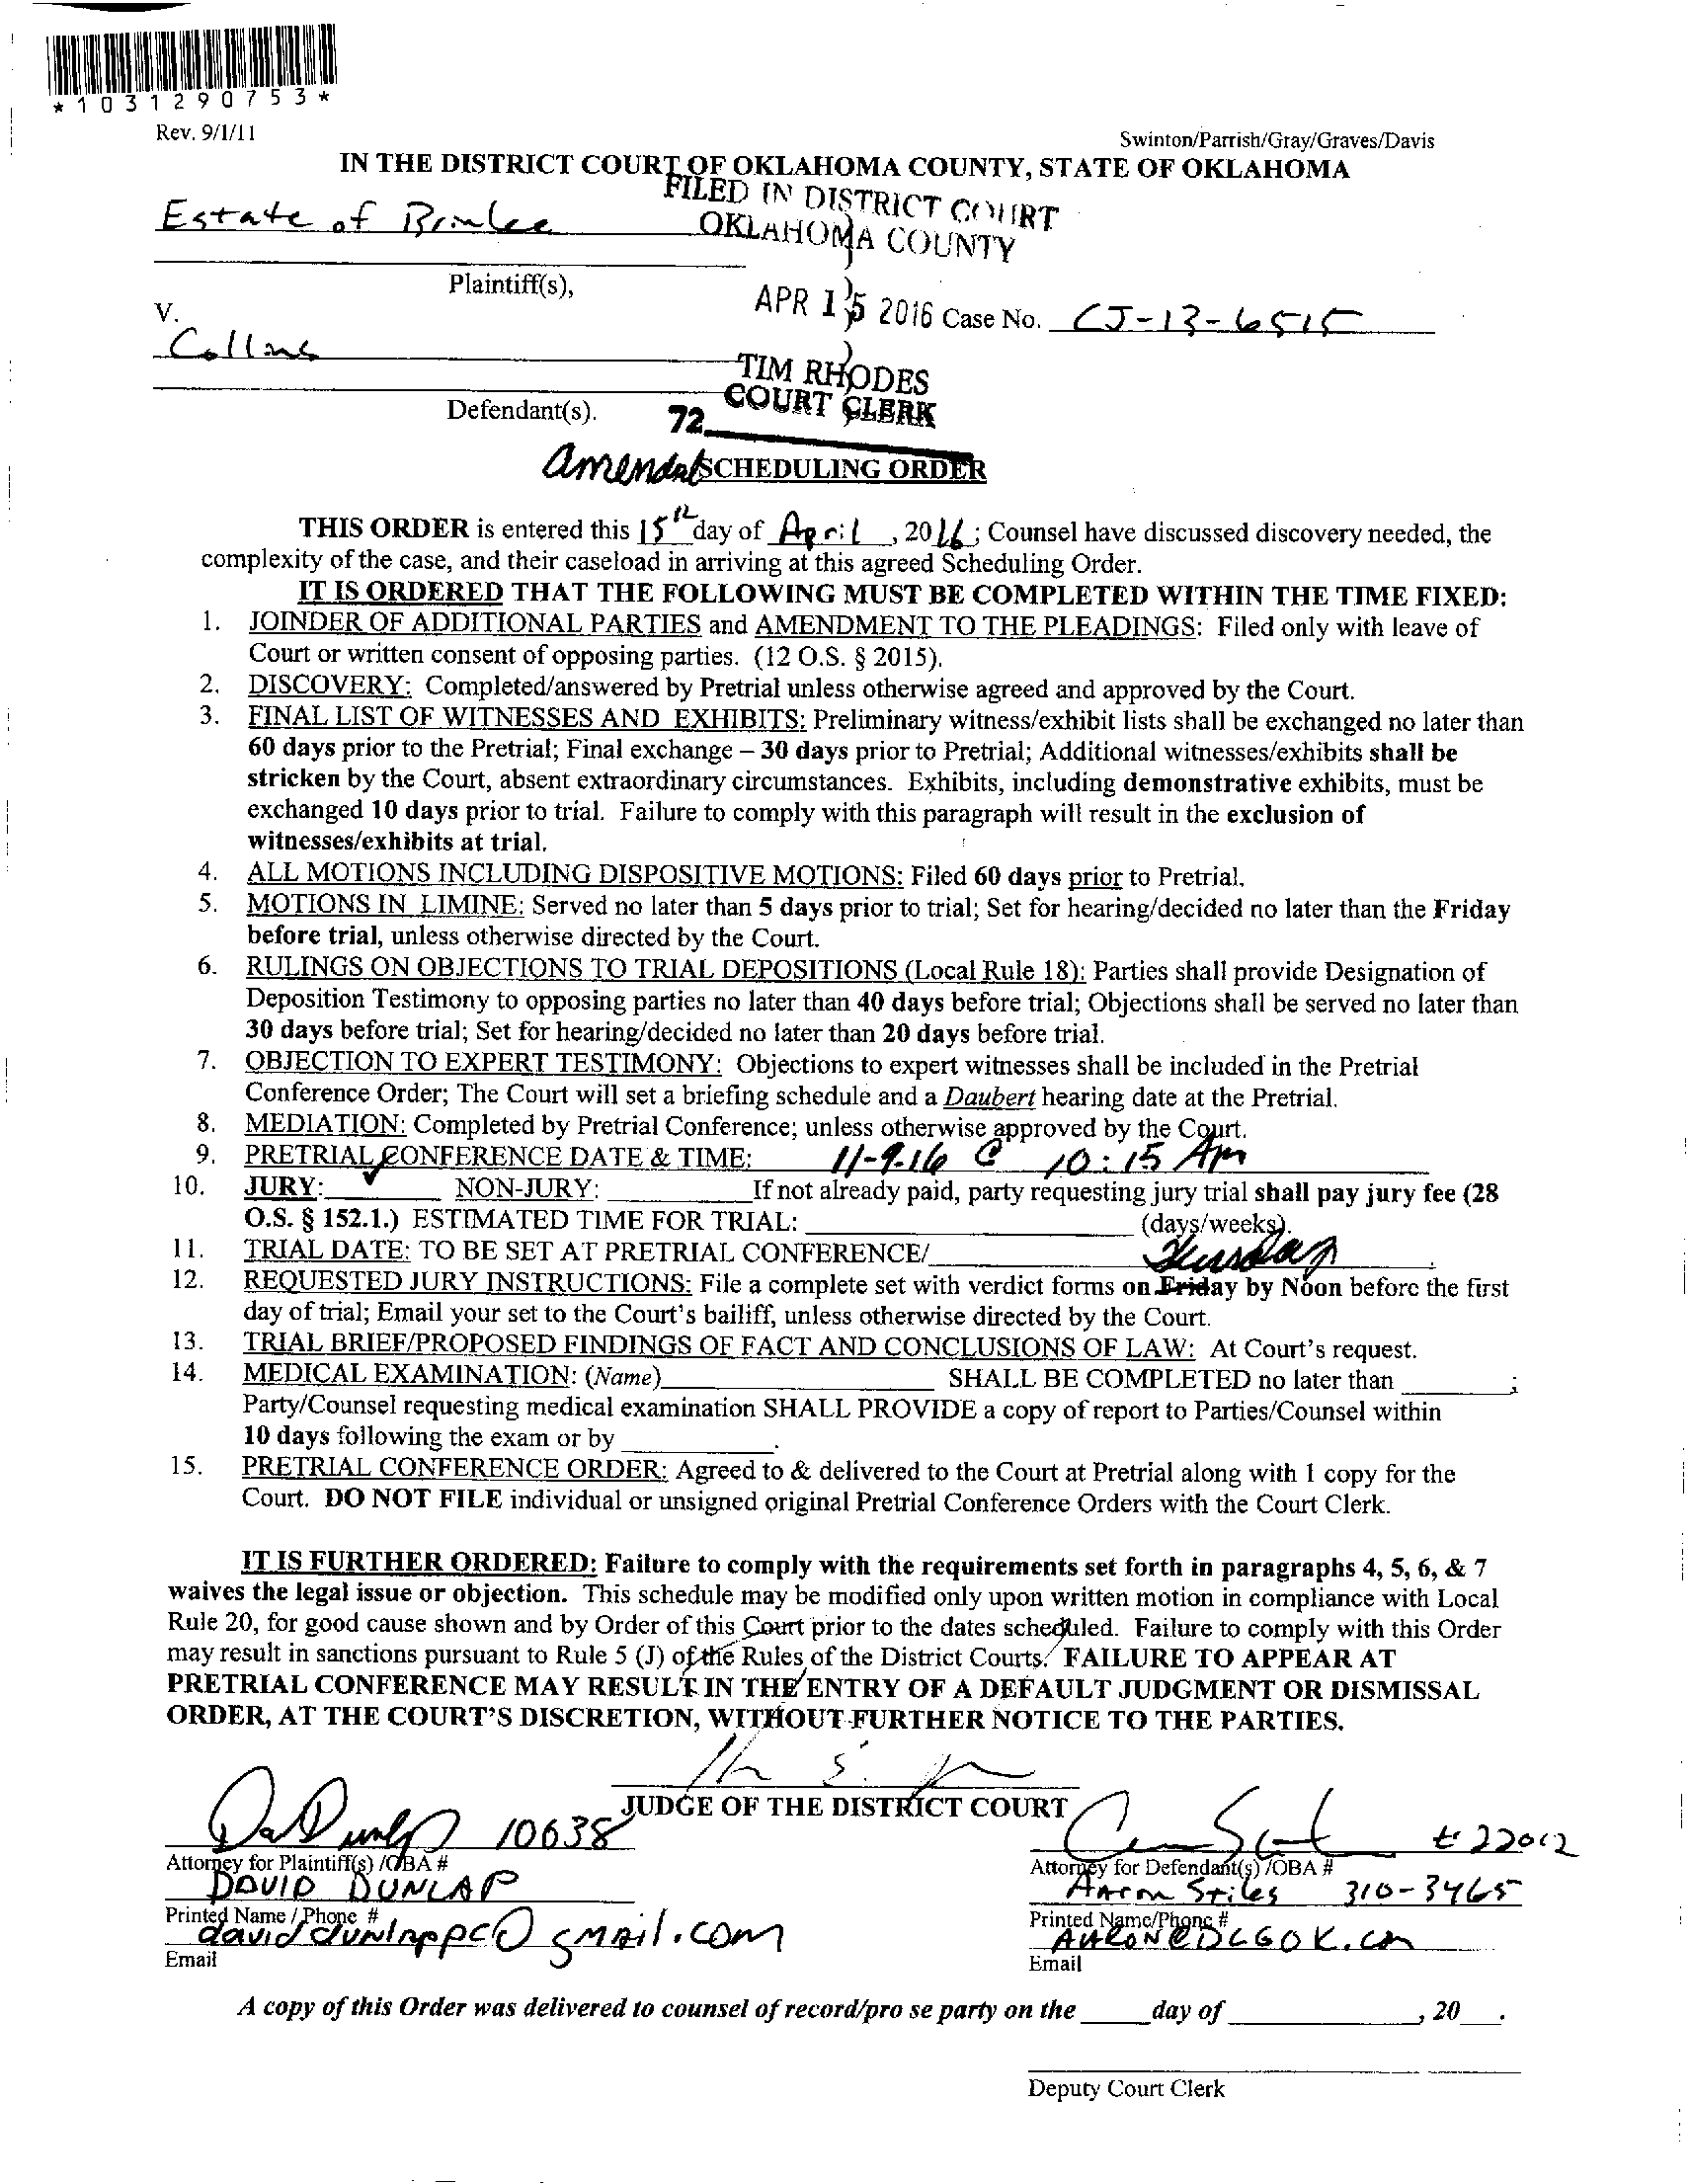 *1031290753*
Rev. 9/1/11
Swinton/Parrish/Gray/Graves/Davis
IN THE DISTRICT COURT OF OKLAHOMA COUNTY, STATE OF OKLAHOMA
FILED IN DISTRICT COURT
OKLAHOMA COUNTY
Estate of Brinlee
Plaintiff(s),
V.
APR 15 2016 Case No. CJ-13-6515
Collins
TIM RHODES
COURT CLERK
Defendant(s).
72
Amended SCHEDULING ORDER
THIS ORDER is entered this 15th day of April, 2016; Counsel have discussed discovery needed, the
complexity of the case, and their caseload in arriving at this agreed Scheduling Order.
IT IS ORDERED THAT THE FOLLOWING MUST BE COMPLETED WITHIN THE TIME FIXED:
1. JOINDER OF ADDITIONAL PARTIES and AMENDMENT TO THE PLEADINGS: Filed only with leave of
Court or written consent of opposing parties. (12 O.S. § 2015).
2. DISCOVERY: Completed/answered by Pretrial unless otherwise agreed and approved by the Court.
3. FINAL LIST OF WITNESSES AND EXHIBITS: Preliminary witness/exhibit lists shall be exchanged no later than
60 days prior to the Pretrial; Final exchange – 30 days prior to Pretrial; Additional witnesses/exhibits shall be
stricken by the Court, absent extraordinary circumstances. Exhibits, including demonstrative exhibits, must be
exchanged 10 days prior to trial. Failure to comply with this paragraph will result in the exclusion of
witnesses/exhibits at trial.
4. ALL MOTIONS INCLUDING DISPOSITIVE MOTIONS: Filed 60 days prior to Pretrial.
5. MOTIONS IN LIMINE: Served no later than 5 days prior to trial; Set for hearing/decided no later than the Friday
before trial, unless otherwise directed by the Court.
6. RULINGS ON OBJECTIONS TO TRIAL DEPOSITIONS (Local Rule 18): Parties shall provide Designation of
Deposition Testimony to opposing parties no later than 40 days before trial; Objections shall be served no later than
30 days before trial; Set for hearing/decided no later than 20 days before trial.
7. OBJECTION TO EXPERT TESTIMONY: Objections to expert witnesses shall be included in the Pretrial
Conference Order; The Court will set a briefing schedule and a Daubert hearing date at the Pretrial.
8. MEDIATION: Completed by Pretrial Conference; unless otherwise approved by the Court.
9. PRETRIAL CONFERENCE DATE & TIME: 11-9-16 @ 10:15 Am
10. JURY: ✓ NON-JURY: If not already paid, party requesting jury trial shall pay jury fee (28
O.S. § 152.1.) ESTIMATED TIME FOR TRIAL: (days/weeks).
11. TRIAL DATE: TO BE SET AT PRETRIAL CONFERENCE/
Thursday
12. REQUESTED JURY INSTRUCTIONS: File a complete set with verdict forms on Friday by Noon before the first
day of trial; Email your set to the Court's bailiff, unless otherwise directed by the Court.
13. TRIAL BRIEF/PROPOSED FINDINGS OF FACT AND CONCLUSIONS OF LAW: At Court's request.
14. MEDICAL EXAMINATION: (Name) SHALL BE COMPLETED no later than ;
Party/Counsel requesting medical examination SHALL PROVIDE a copy of report to Parties/Counsel within
10 days following the exam or by .
15. PRETRIAL CONFERENCE ORDER: Agreed to & delivered to the Court at Pretrial along with 1 copy for the
Court. DO NOT FILE individual or unsigned original Pretrial Conference Orders with the Court Clerk.
IT IS FURTHER ORDERED: Failure to comply with the requirements set forth in paragraphs 4, 5, 6, & 7
waives the legal issue or objection. This schedule may be modified only upon written motion in compliance with Local
Rule 20, for good cause shown and by Order of this Court prior to the dates scheduled. Failure to comply with this Order
may result in sanctions pursuant to Rule 5 (J) of the Rules of the District Courts. FAILURE TO APPEAR AT
PRETRIAL CONFERENCE MAY RESULT IN THE ENTRY OF A DEFAULT JUDGMENT OR DISMISSAL
ORDER, AT THE COURT'S DISCRETION, WITHOUT FURTHER NOTICE TO THE PARTIES.
JUDGE OF THE DISTRICT COURT
10638
# 22012
Attorney for Plaintiff(s) /OBA #
Attorney for Defendant(s) /OBA #
DAVID DUNLAP
Aaron Stiles 310-3465
Printed Name / Phone #
Printed Name/Phone #
daviddunlappc@gmail.com
AARON@DCGOK.com
Email
Email
A copy of this Order was delivered to counsel of record/pro se party on the day of , 20 .
Deputy Court Clerk